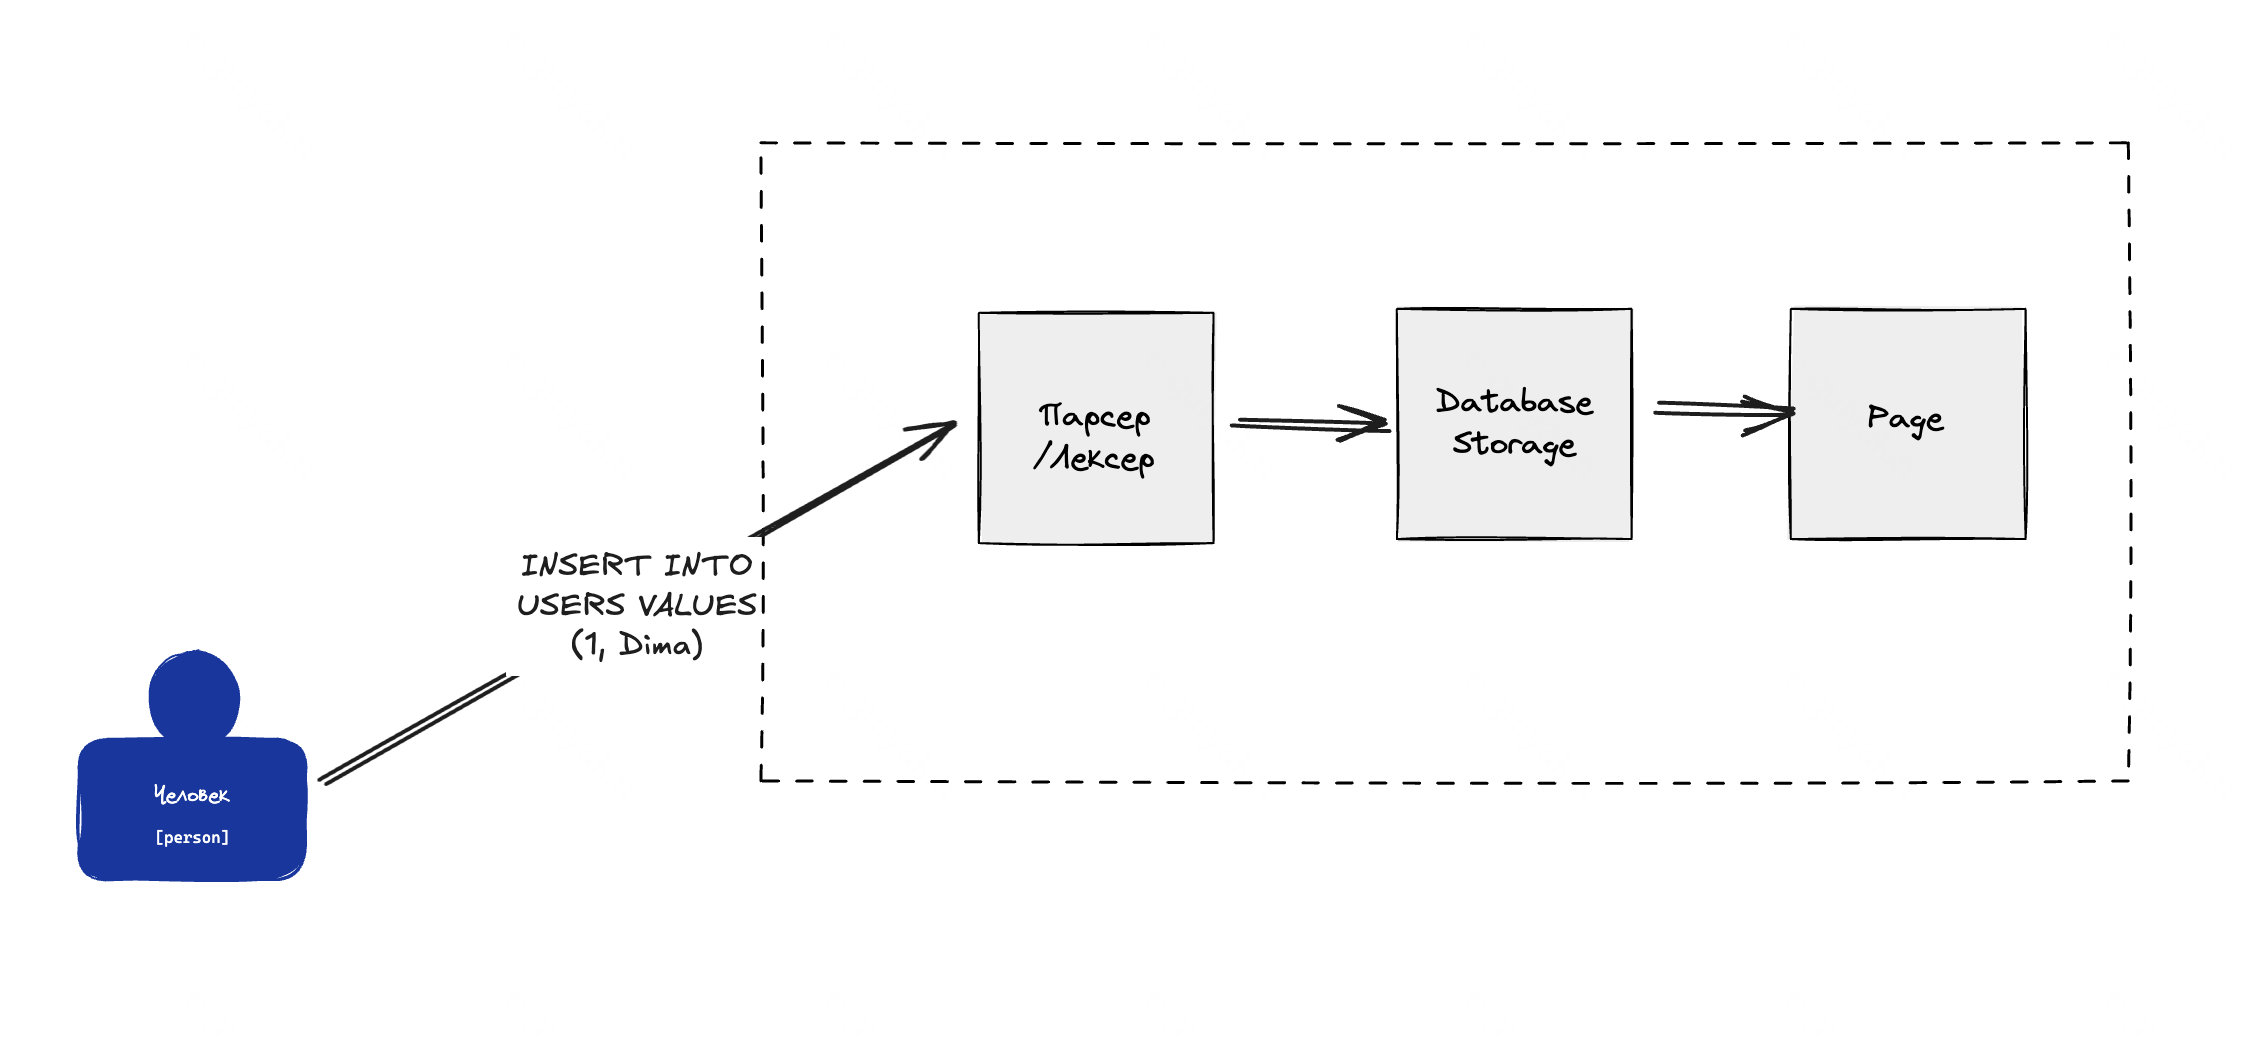 Парсер
/Лексер
Database
Storage
Page
INSERT INTO
USERS VALUES
(1, Dima)
Человек
[person]